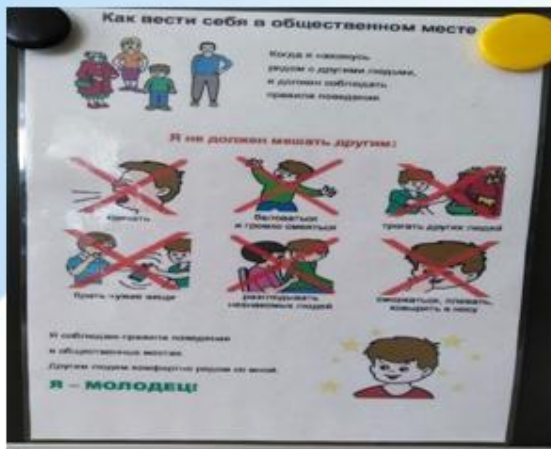 Как вести себя в общественном месте
Когда я нахожусь
рядом с другими людьми,
я должен соблюдать
правила поведения
Я не должен мешать другим:
кричать
баловаться
и громко смеяться
трогать других людей
брать чужие вещи
разглядывать
незнакомых людей
сморкаться, плевать,
ковырять в носу
Я соблюдаю правила поведения
в общественных местах.
Другим людям комфортно рядом со мной.
Я – МОЛОДЕЦ!